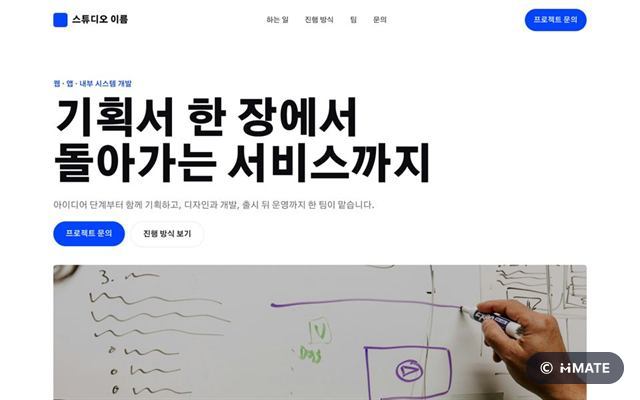 스튜디오 이름
하는 일 진행 방식 팀 문의
프로젝트 문의
웹 · 앱 · 내부 시스템 개발
기획서 한 장에서
돌아가는 서비스까지
아이디어 단계부터 함께 기획하고, 디자인과 개발, 출시 뒤 운영까지 한 팀이 맡습니다.
프로젝트 문의 진행 방식 보기
3.
© MMATE